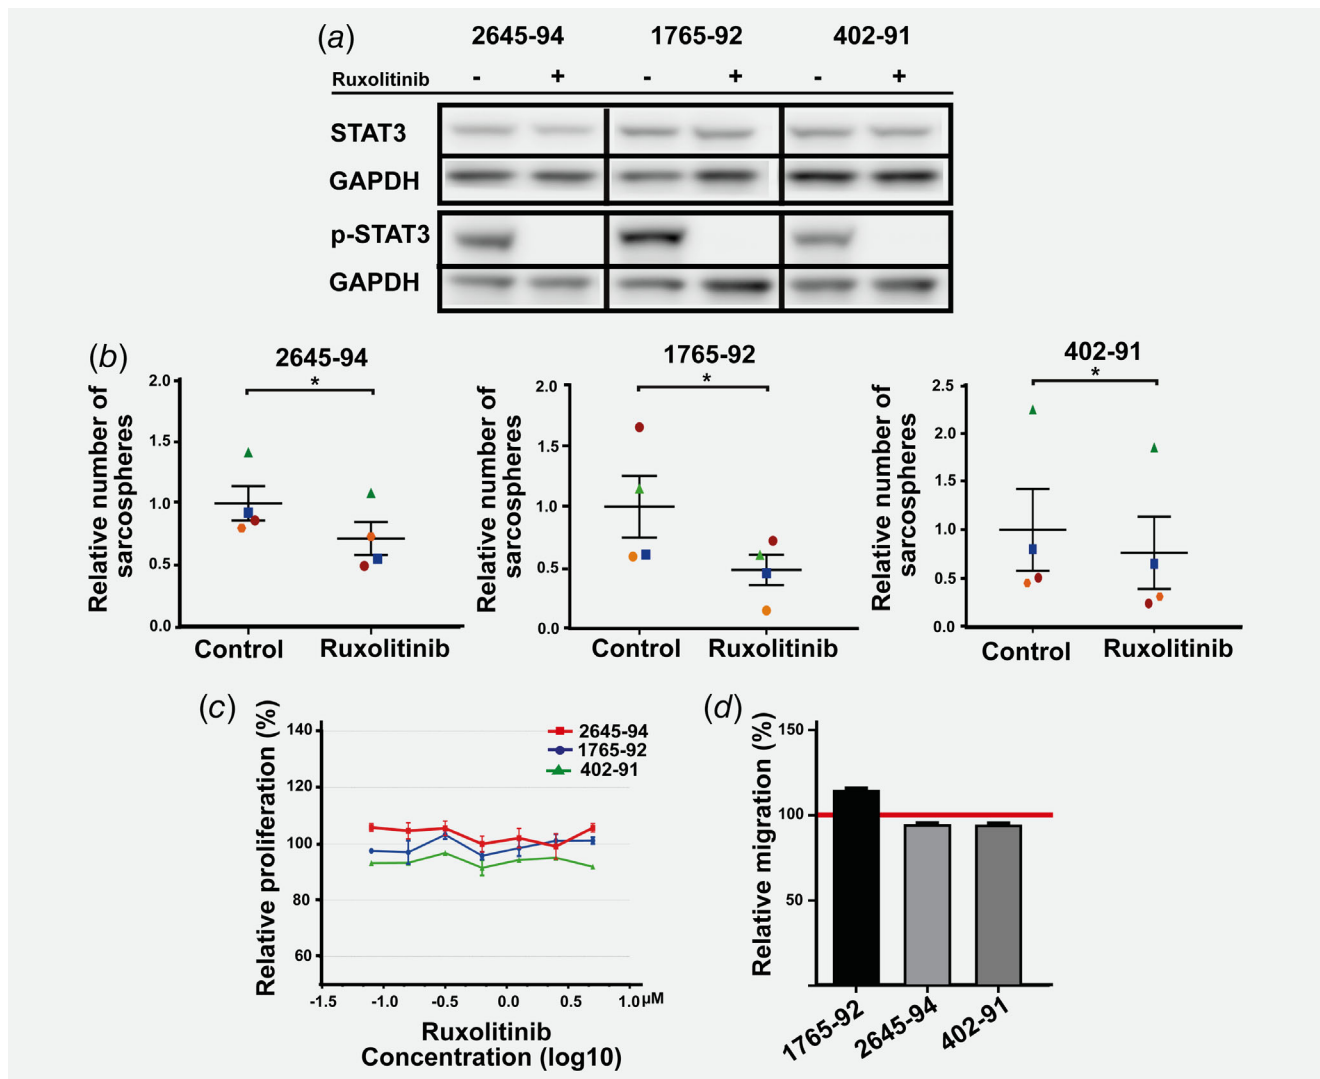 (a)
2645-94 1765-92 402-91
Ruxolitinib - + - + - +
STAT3
GAPDH
p-STAT3
GAPDH
(b)
2645-94
Relative number of
sarcospheres
2.0
*
1.5
1.0
0.5
0.0
Control Ruxolitinib
1765-92
Relative number of
sarcospheres
2.0
*
1.5
1.0
0.5
0.0
Control Ruxolitinib
402-91
Relative number of
sarcospheres
2.5
*
2.0
1.5
1.0
0.5
0.0
Control Ruxolitinib
(c)
Relative proliferation (%)
140
120
100
80
60
2645-94
1765-92
402-91
-1.5 -1.0 -0.5 0.0 0.5 1.0 µM
Ruxolitinib
Concentration (log10)
(d)
Relative migration (%)
150
100
50
1765-92
2645-94
402-91